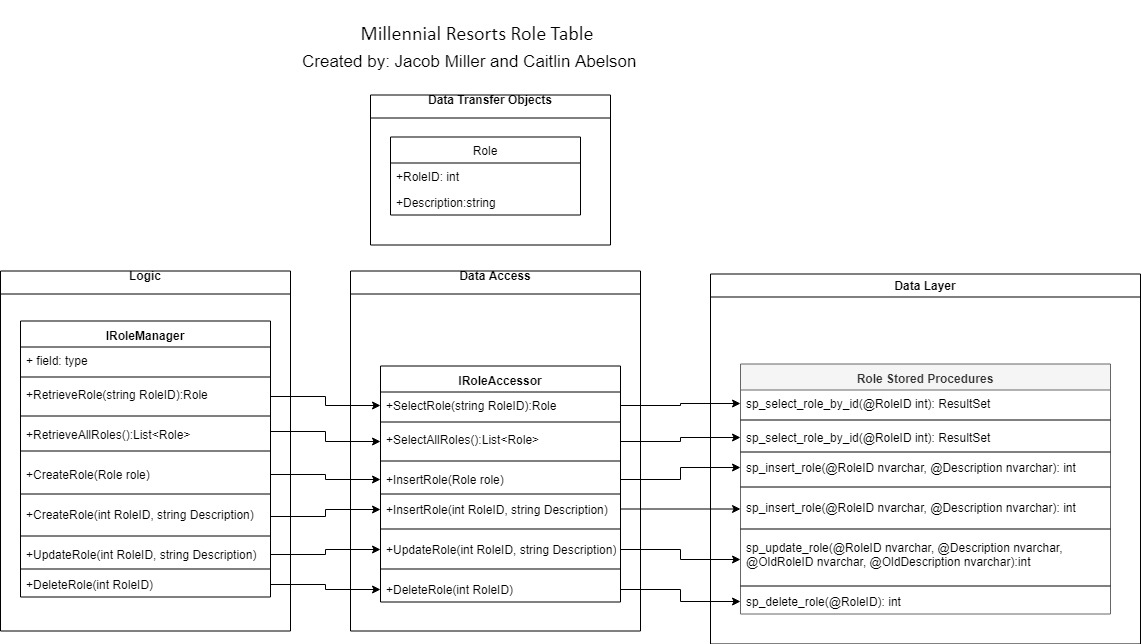 Millennial Resorts Role Table
Created by: Jacob Miller and Caitlin Abelson
Data Transfer Objects
Role
+RoleID: int
+Description:string
Logic
IRoleManager
+ field: type
+RetrieveRole(string RoleID):Role
+RetrieveAllRoles():List<Role>
+CreateRole(Role role)
+CreateRole(int RoleID, string Description)
+UpdateRole(int RoleID, string Description)
+DeleteRole(int RoleID)
Data Access
IRoleAccessor
+SelectRole(string RoleID):Role
+SelectAllRoles():List<Role>
+InsertRole(Role role)
+InsertRole(int RoleID, string Description)
+UpdateRole(int RoleID, string Description)
+DeleteRole(int RoleID)
Data Layer
Role Stored Procedures
sp_select_role_by_id(@RoleID int): ResultSet
sp_select_role_by_id(@RoleID int): ResultSet
sp_insert_role(@RoleID nvarchar, @Description nvarchar): int
sp_insert_role(@RoleID nvarchar, @Description nvarchar): int
sp_update_role(@RoleID nvarchar, @Description nvarchar,
@OldRoleID nvarchar, @OldDescription nvarchar):int
sp_delete_role(@RoleID): int